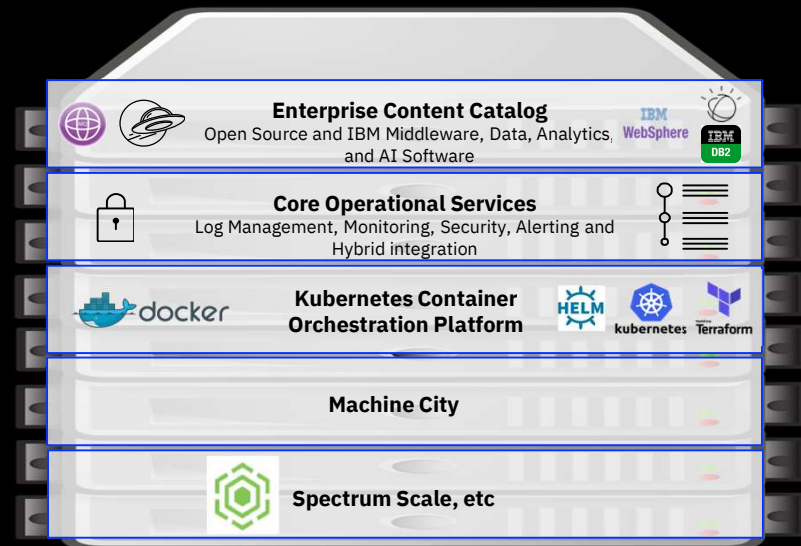 Enterprise Content Catalog
Open Source and IBM Middleware, Data, Analytics,
and AI Software
IBM
WebSphere
IBM
DB2
Core Operational Services
Log Management, Monitoring, Security, Alerting and
Hybrid integration
docker
Kubernetes Container
Orchestration Platform
HELM
kubernetes
Terraform
Machine City
Spectrum Scale, etc